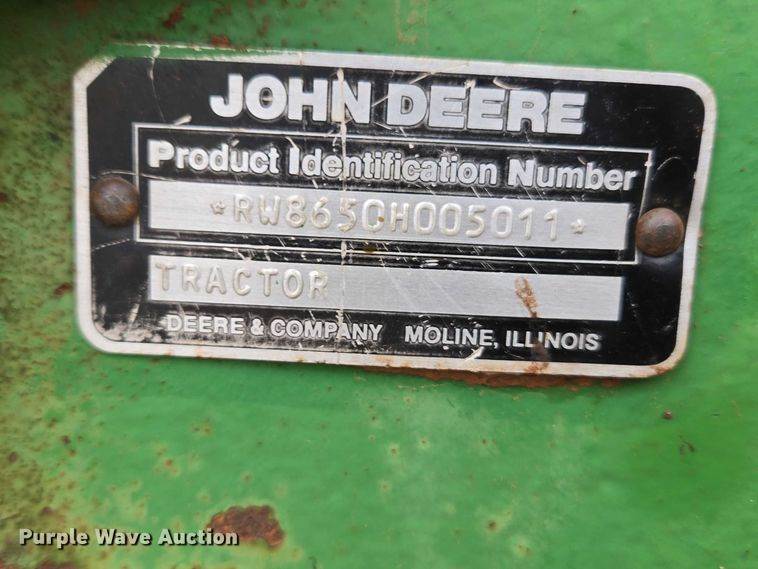 JOHN DEERE
Product Identification Number
*RW8650H005011*
TRACTOR
DEERE & COMPANY MOLINE, ILLINOIS
Purple Wave Auction